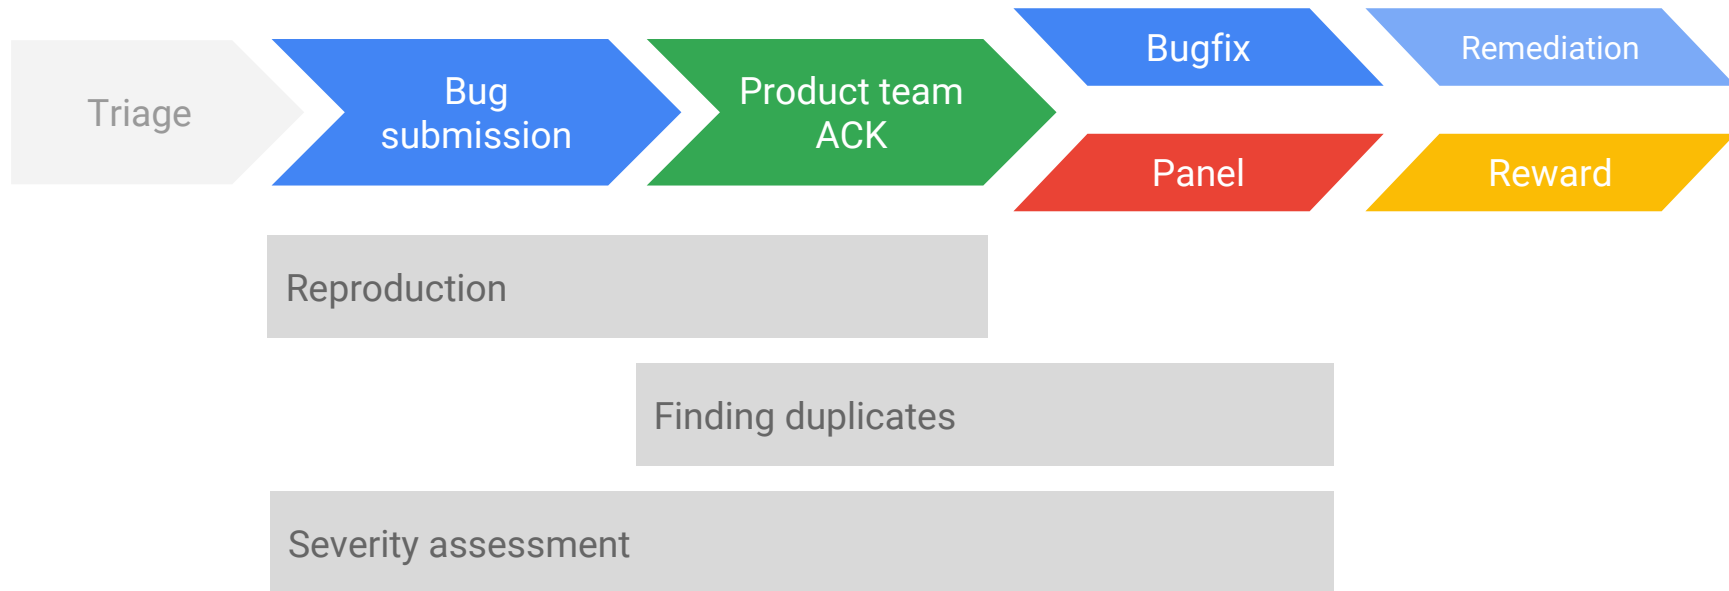 Triage
Bug
submission
Product team
ACK
Bugfix
Remediation
Panel
Reward
Reproduction
Finding duplicates
Severity assessment